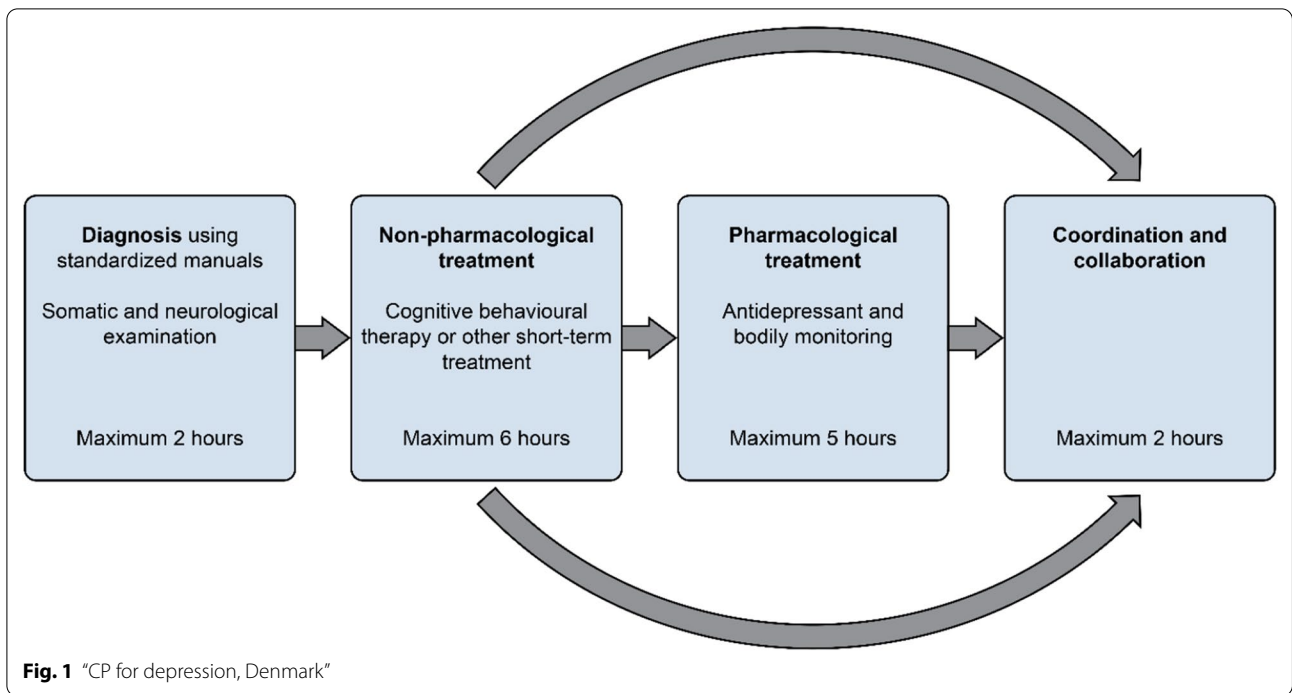 Diagnosis using
standardized manuals
Somatic and neurological
examination
Maximum 2 hours
Non-pharmacological
treatment
Cognitive behavioural
therapy or other short-term
treatment
Maximum 6 hours
Pharmacological
treatment
Antidepressant and
bodily monitoring
Maximum 5 hours
Coordination and
collaboration
Maximum 2 hours
Fig. 1 “CP for depression, Denmark”